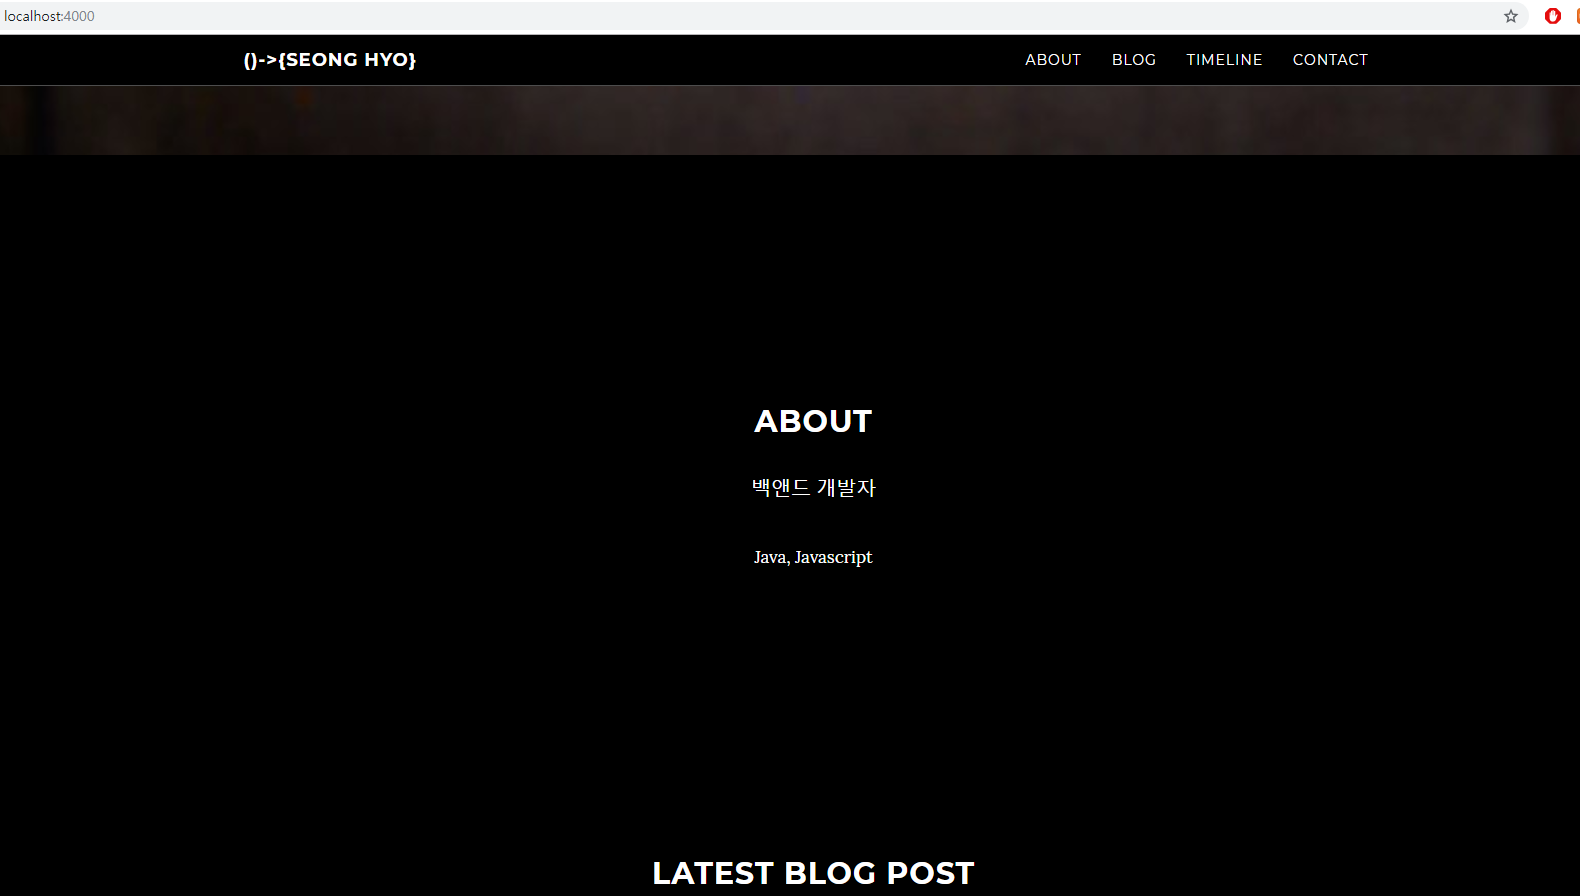 localhost:4000
()->{SEONG HYO}
ABOUT BLOG TIMELINE CONTACT
ABOUT
백앤드 개발자
Java, Javascript
LATEST BLOG POST